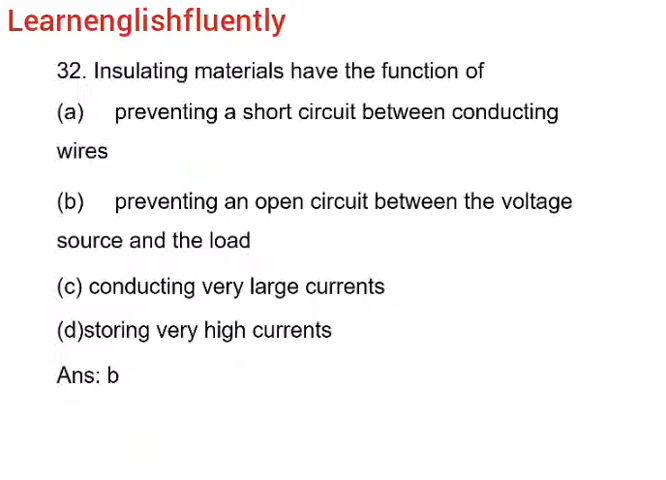 Learnenglishfluently
32. Insulating materials have the function of
(a) preventing a short circuit between conducting
wires
(b) preventing an open circuit between the voltage
source and the load
(c) conducting very large currents
(d)storing very high currents
Ans: b